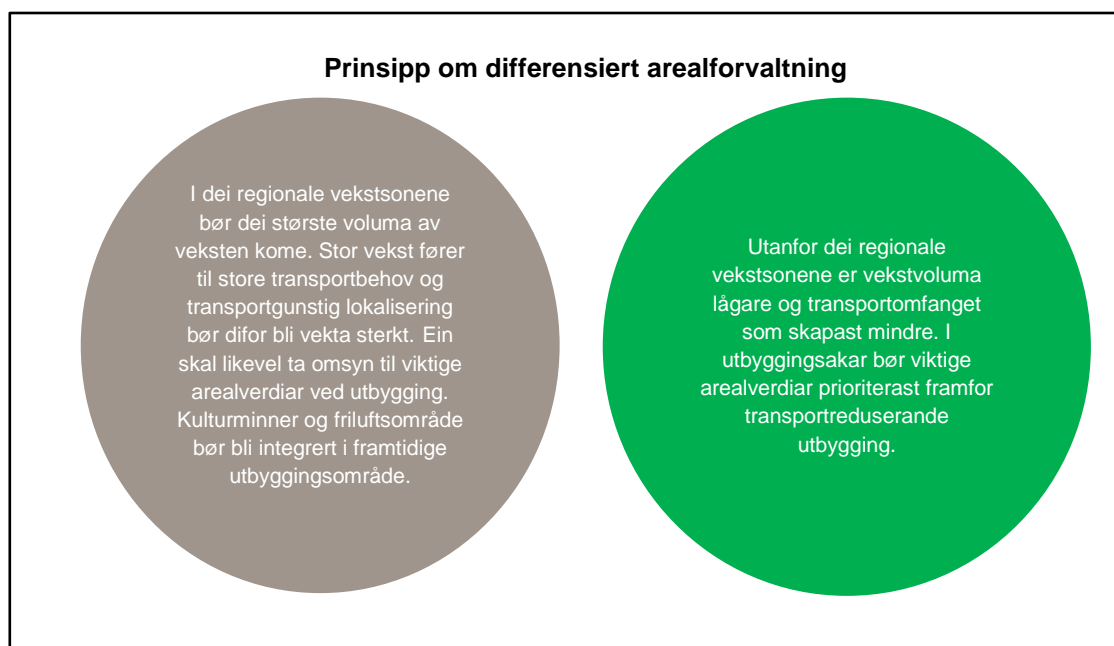 Prinsipp om differensiert arealforvaltning
I dei regionale vekstsonene
bør dei største voluma av
veksten kome. Stor vekst fører
til store transportbehov og
transportgunstig lokalisering
bør difor bli vekta sterkt. Ein
skal likevel ta omsyn til viktige
arealverdiar ved utbygging.
Kulturminner og friluftsområde
bør bli integrert i framtidige
utbyggingsområde.
Utanfor dei regionale
vekstsonene er vekstvoluma
lågare og transportomfanget
som skapast mindre. I
utbyggingsakar bør viktige
arealverdiar prioriterast framfor
transportreduserande
utbygging.